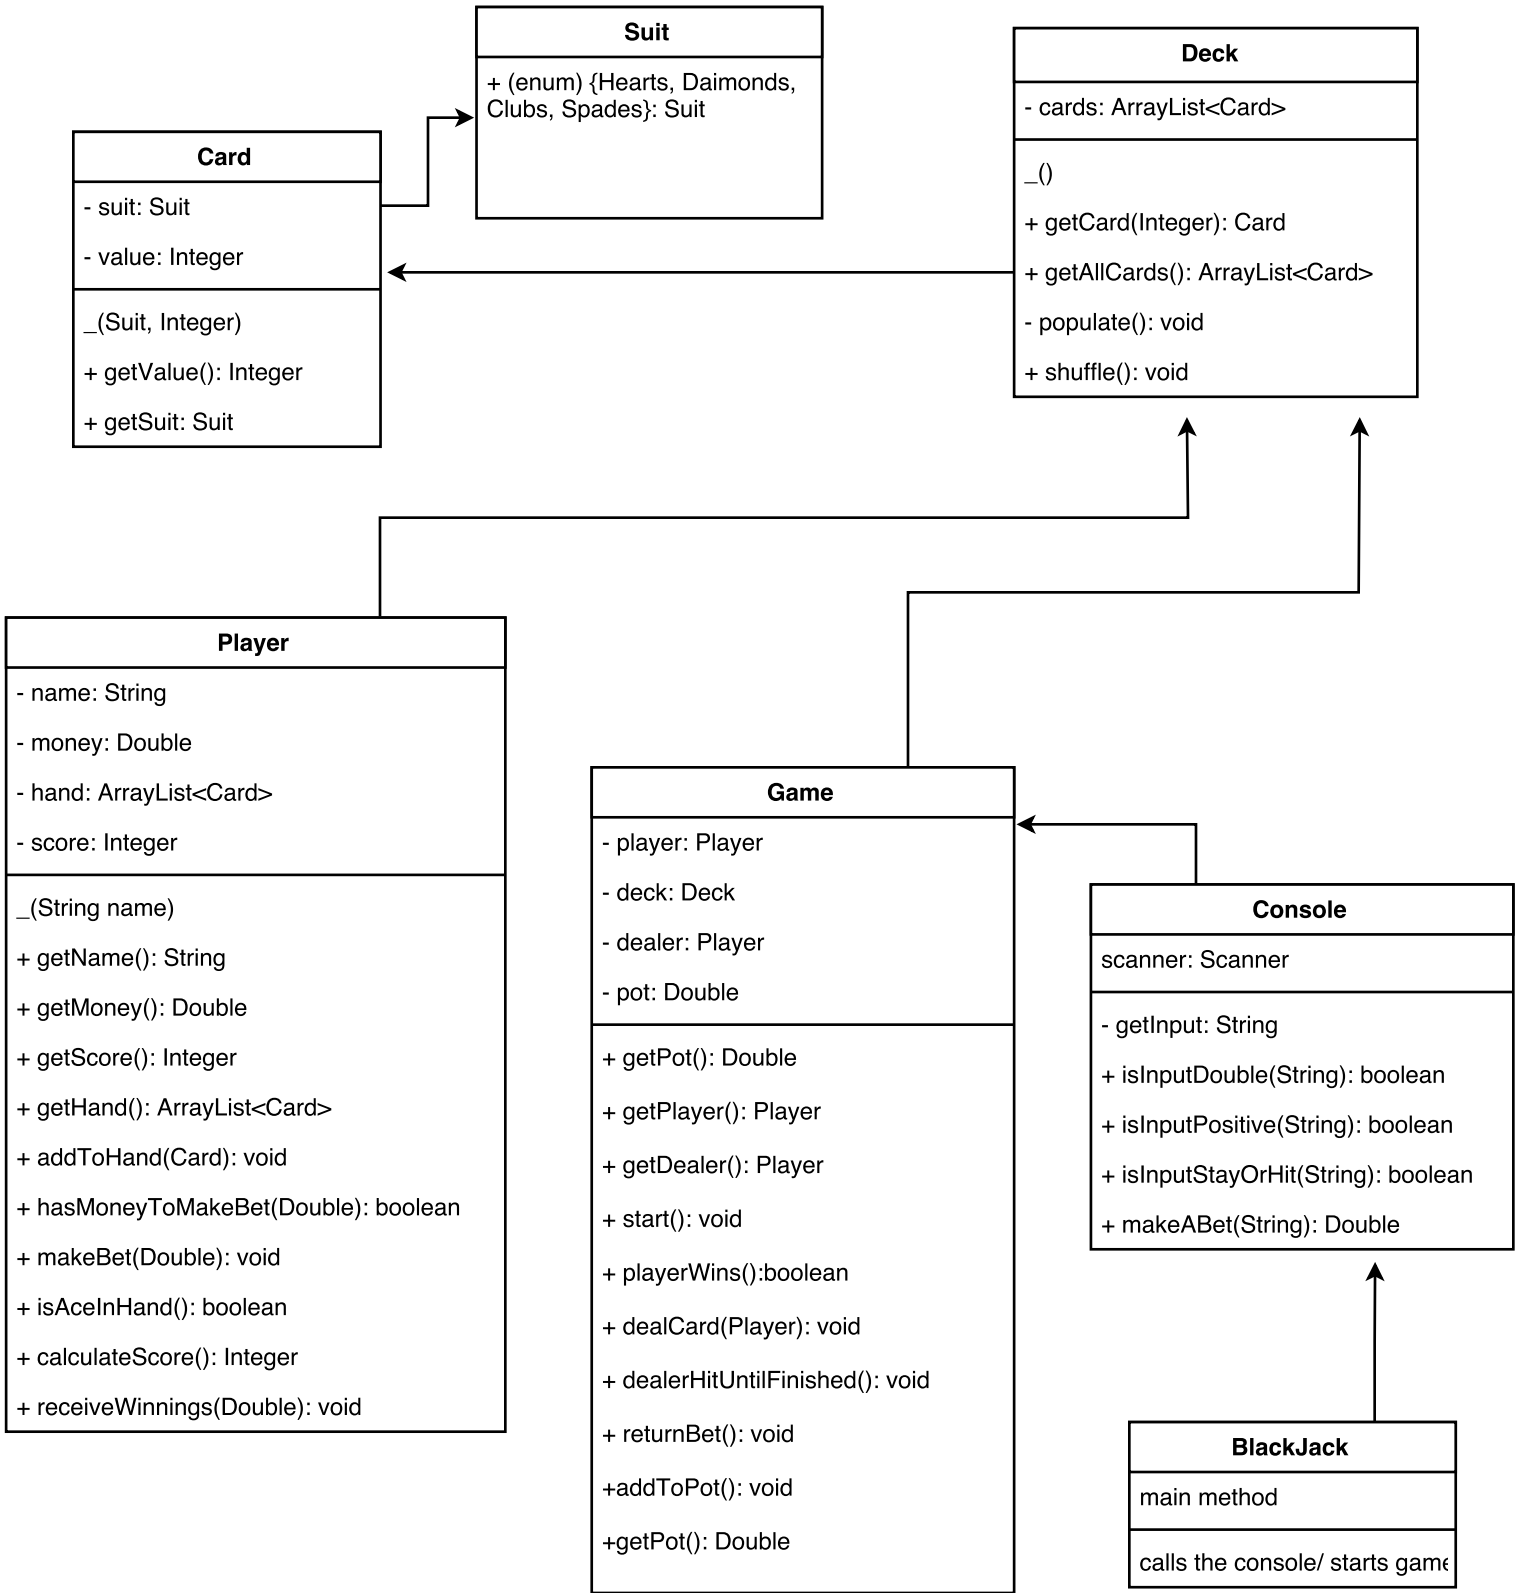 Suit
+ (enum) {Hearts, Daimonds,
Clubs, Spades}: Suit
Deck
- cards: ArrayList<Card>
_()
+ getCard(Integer): Card
+ getAllCards(): ArrayList<Card>
- populate(): void
+ shuffle(): void
Card
- suit: Suit
- value: Integer
_(Suit, Integer)
+ getValue(): Integer
+ getSuit: Suit
Player
- name: String
- money: Double
- hand: ArrayList<Card>
- score: Integer
_(String name)
+ getName(): String
+ getMoney(): Double
+ getScore(): Integer
+ getHand(): ArrayList<Card>
+ addToHand(Card): void
+ hasMoneyToMakeBet(Double): boolean
+ makeBet(Double): void
+ isAceInHand(): boolean
+ calculateScore(): Integer
+ receiveWinnings(Double): void
Game
- player: Player
- deck: Deck
- dealer: Player
- pot: Double
+ getPot(): Double
+ getPlayer(): Player
+ getDealer(): Player
+ start(): void
+ playerWins():boolean
+ dealCard(Player): void
+ dealerHitUntilFinished(): void
+ returnBet(): void
+addToPot(): void
+getPot(): Double
Console
scanner: Scanner
- getInput: String
+ isInputDouble(String): boolean
+ isInputPositive(String): boolean
+ isInputStayOrHit(String): boolean
+ makeABet(String): Double
BlackJack
main method
calls the console/ starts game